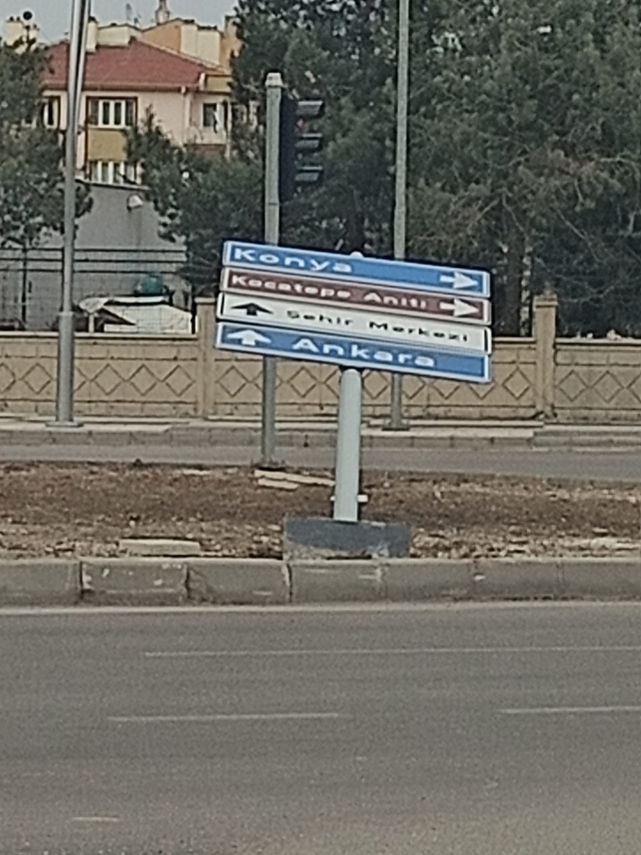 Konya
Kocatepe Anıtı
Şehir Merkezi
Ankara